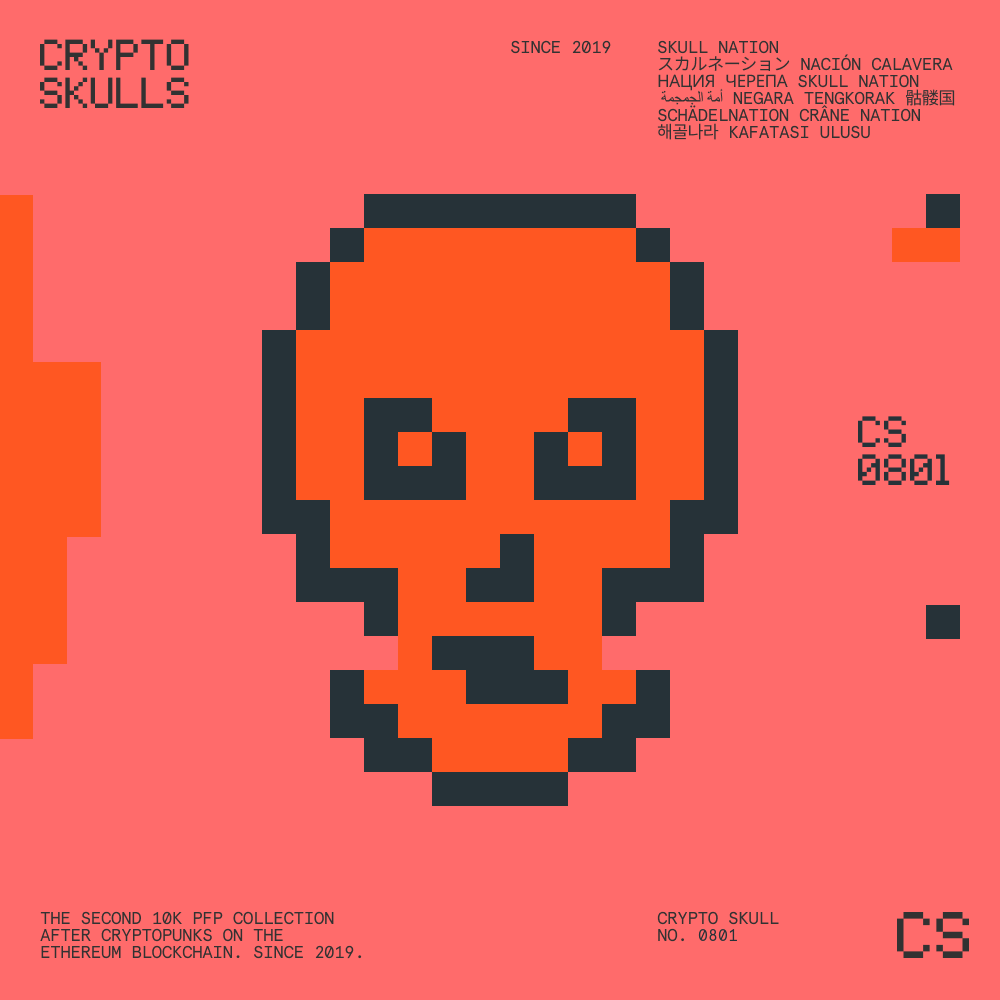 CRYPTO
SKULLS
SINCE 2019
SKULL NATION
スカルネーション NACIÓN CALAVERA
НАЦИЯ ЧЕРЕПА SKULL NATION
أمة الجمجمة NEGARA TENGKORAK 骷髅国
SCHÄDELNATION CRÂNE NATION
해골나라 KAFATASI ULUSU
CS
0801
THE SECOND 10K PFP COLLECTION
AFTER CRYPTOPUNKS ON THE
ETHEREUM BLOCKCHAIN. SINCE 2019.
CRYPTO SKULL
NO. 0801
CS